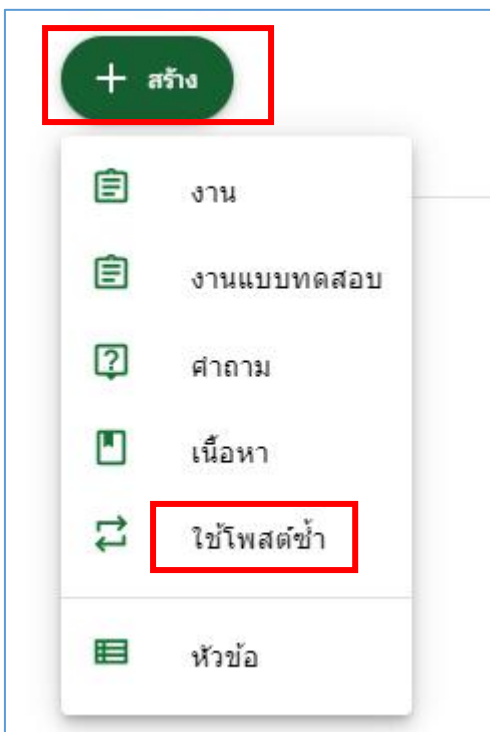 + สร้าง
งาน
งานแบบทดสอบ
คำถาม
เนื้อหา
ใช้โพสต์ซ้ำ
หัวข้อ